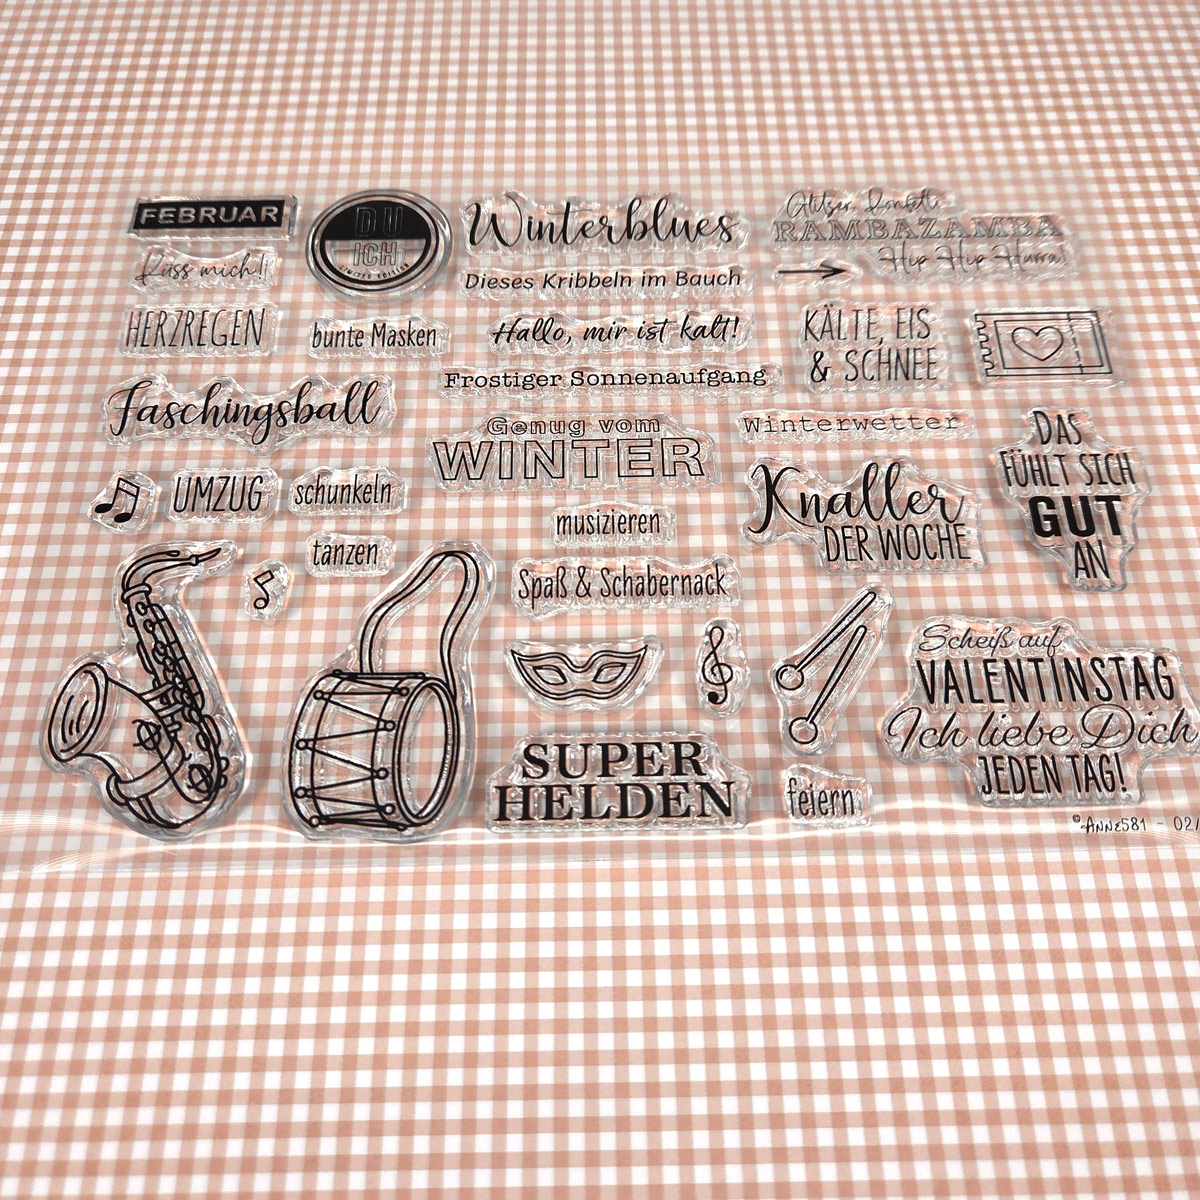 FEBRUAR
Küss mich!
DU
ICH
LIMITED EDITION
Winterblues
Dieses Kribbeln im Bauch
Glitzer, Konfetti,
RAMBAZAMBA
Hip Hip Hurra!
HERZREGEN
bunte Masken
Hallo, mir ist kalt!
KÄLTE, EIS
& SCHNEE
Frostiger Sonnenaufgang
Faschingsball
Genug vom
WINTER
Winterwetter
DAS
FÜHLT SICH
GUT
AN
UMZUG
schunkeln
musizieren
Knaller
DER WOCHE
tanzen
Spaß & Schabernack
Scheiß auf
VALENTINSTAG
Ich liebe Dich
JEDEN TAG!
SUPER
HELDEN
feiern
©ANNE581 - 02/